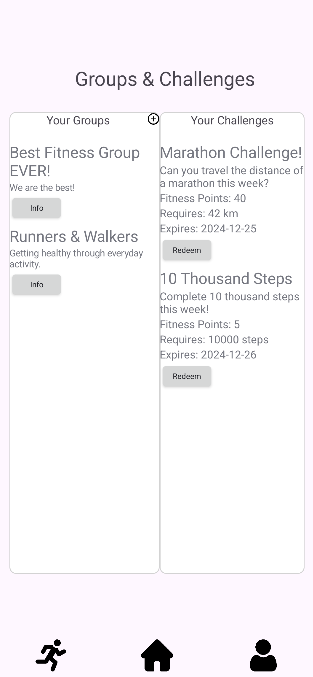 Groups & Challenges
Your Groups
Best Fitness Group
EVER!
We are the best!
Info
Runners & Walkers
Getting healthy through everyday
activity.
Info
Your Challenges
Marathon Challenge!
Can you travel the distance of
a marathon this week?
Fitness Points: 40
Requires: 42 km
Expires: 2024-12-25
Redeem
10 Thousand Steps
Complete 10 thousand steps
this week!
Fitness Points: 5
Requires: 10000 steps
Expires: 2024-12-26
Redeem